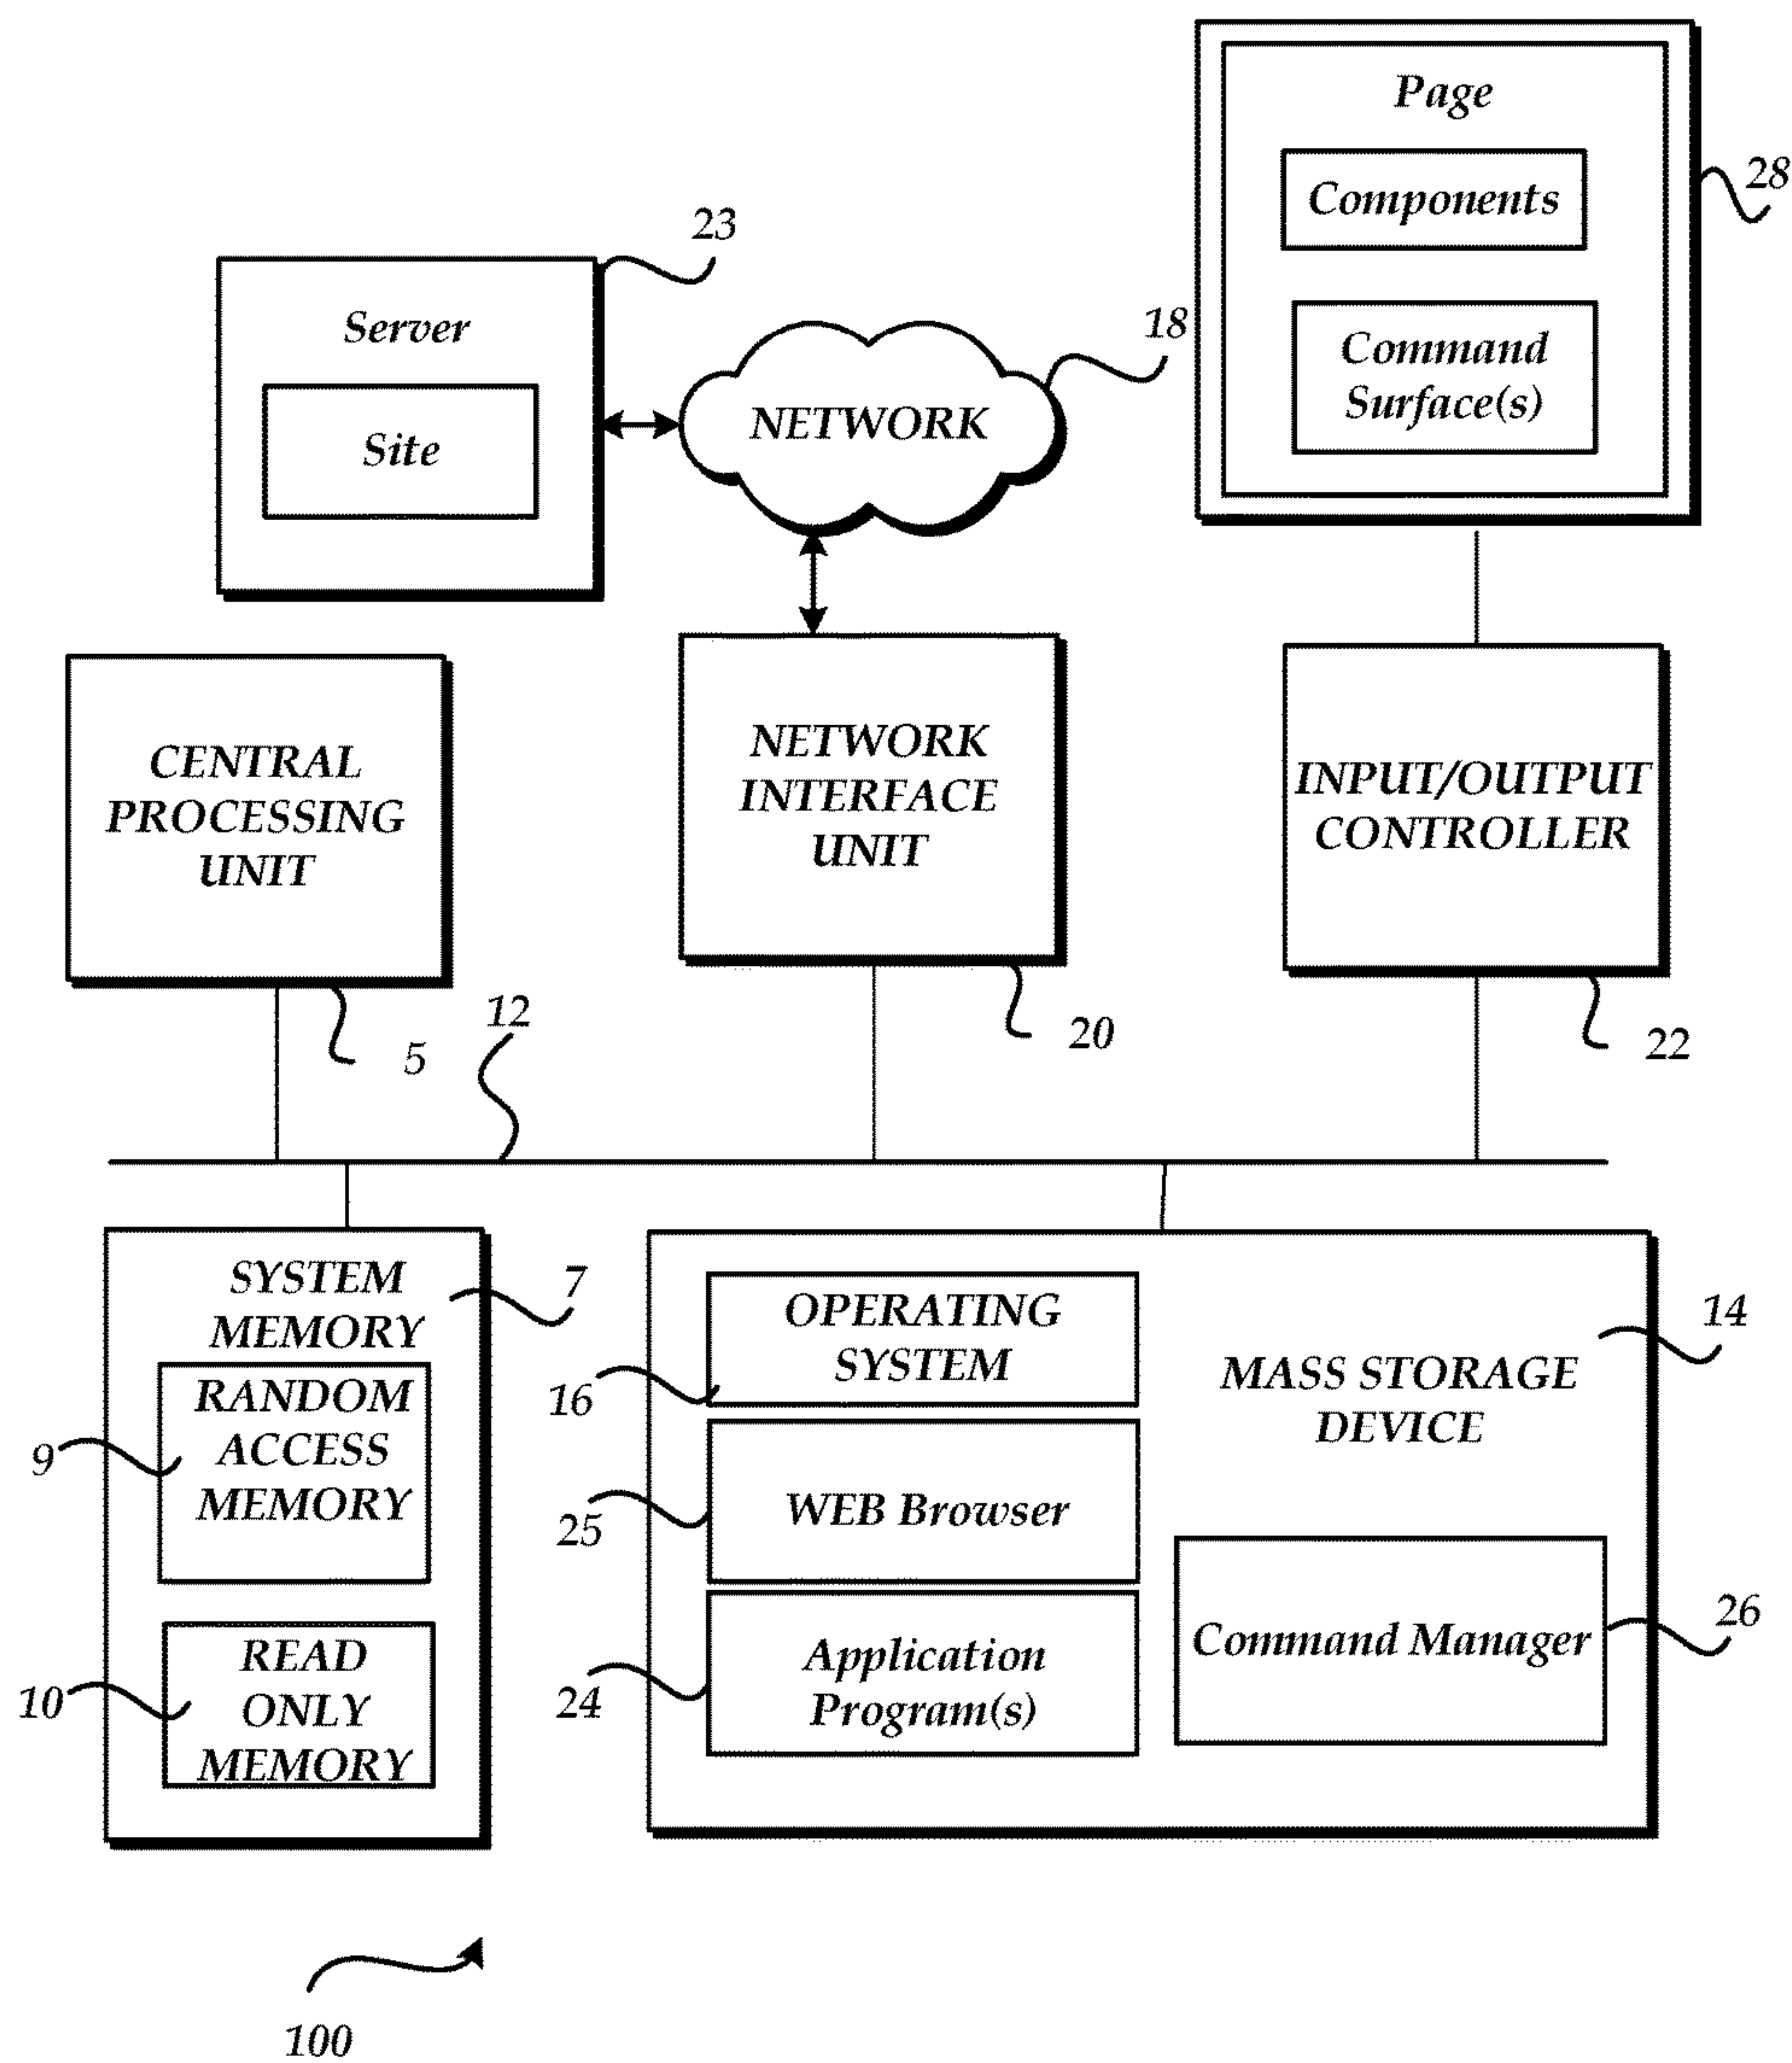 Page
Components
28
Command
Surface(s)
23
Server
Site
NETWORK
18
CENTRAL
PROCESSING
UNIT
NETWORK
INTERFACE
UNIT
INPUT/OUTPUT
CONTROLLER
12
5
20
22
SYSTEM
MEMORY
7
RANDOM
ACCESS
MEMORY
9
READ
ONLY
MEMORY
10
OPERATING
SYSTEM
16
MASS STORAGE
DEVICE
14
WEB Browser
25
Application
Program(s)
24
Command Manager
26
100